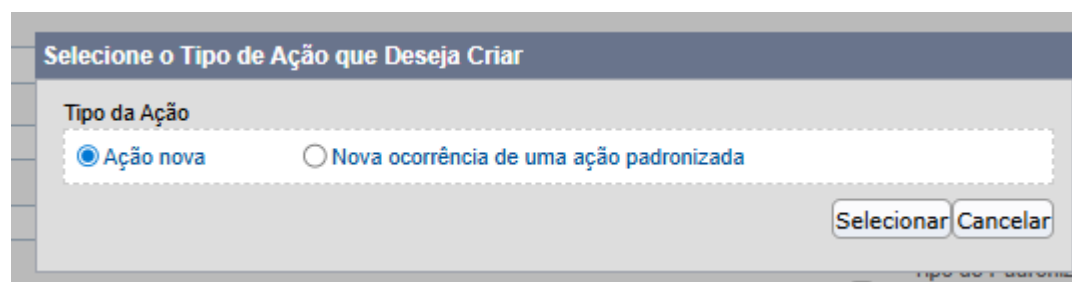 Selecione o Tipo de Ação que Deseja Criar
Tipo da Ação
Ação nova Nova ocorrência de uma ação padronizada
Selecionar Cancelar